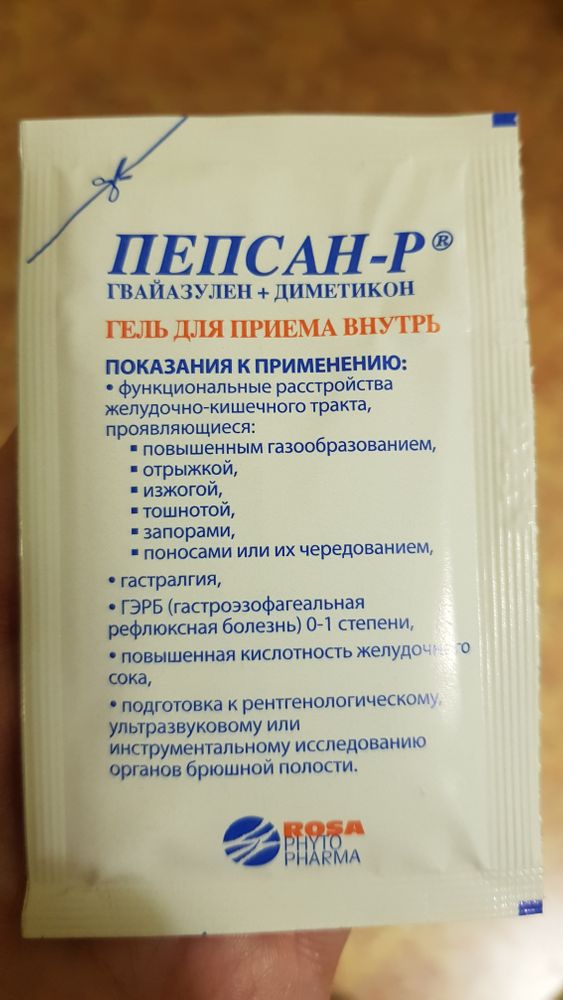 ПЕПСАН-Р®
ГВАЙАЗУЛЕН + ДИМЕТИКОН
ГЕЛЬ ДЛЯ ПРИЕМА ВНУТРЬ
ПОКАЗАНИЯ К ПРИМЕНЕНИЮ:
• функциональные расстройства
желудочно-кишечного тракта,
проявляющиеся:
▪ повышенным газообразованием,
▪ отрыжкой,
▪ изжогой,
▪ тошнотой,
▪ запорами,
▪ поносами или их чередованием,
• гастралгия,
• ГЭРБ (гастроэзофагеальная
рефлюксная болезнь) 0-1 степени,
• повышенная кислотность желудочного
сока,
• подготовка к рентгенологическому,
ультразвуковому или
инструментальному исследованию
органов брюшной полости.
ROSA
PHYTO
PHARMA